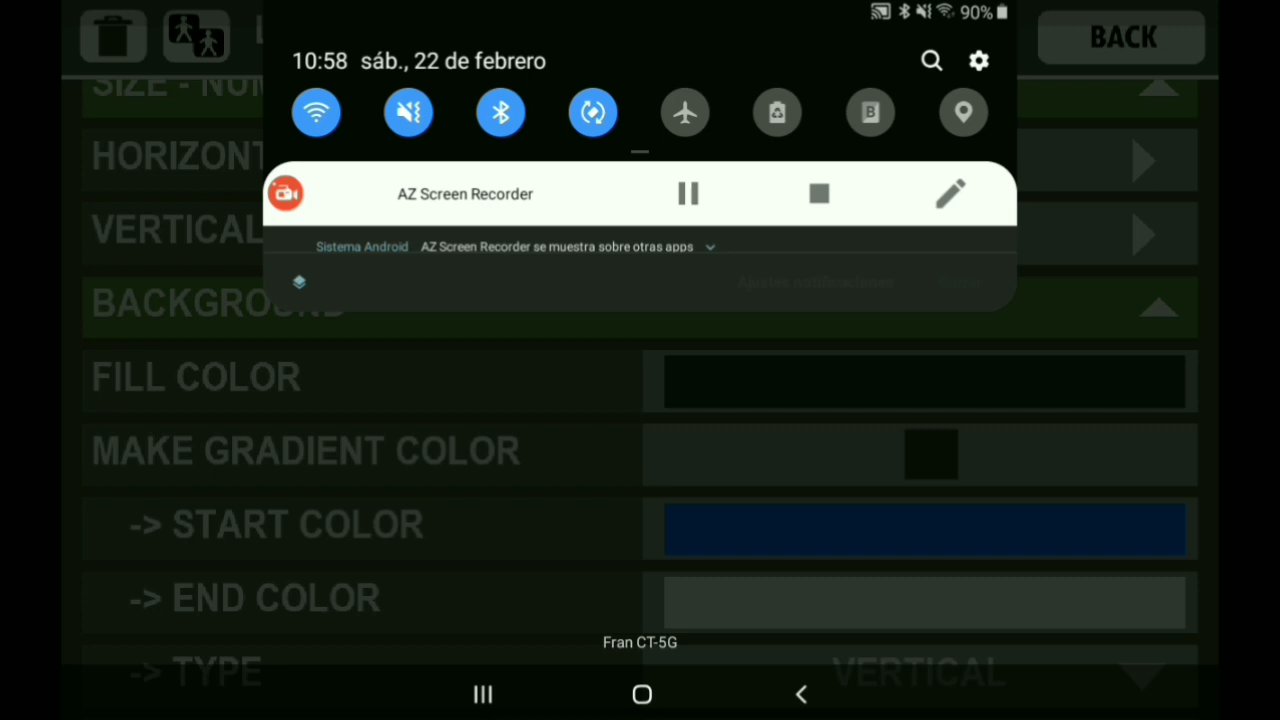 90%
BACK
10:58 sáb., 22 de febrero
SIZE - NUM
HORIZONT
AZ Screen Recorder
VERTICAL
Sistema Android AZ Screen Recorder se muestra sobre otras apps
Ajustes notificaciones
BACKGROUND
FILL COLOR
MAKE GRADIENT COLOR
-> START COLOR
-> END COLOR
Fran CT-5G
-> TYPE VERTICAL